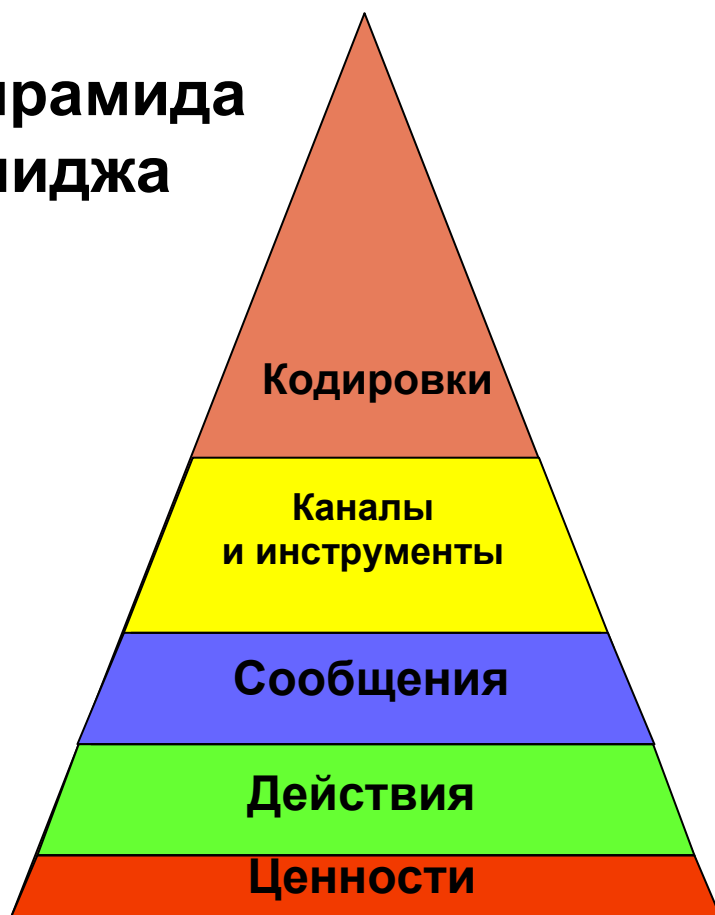 ирамида
иджа
Кодировки
Каналы
и инструменты
Сообщения
Действия
Ценности